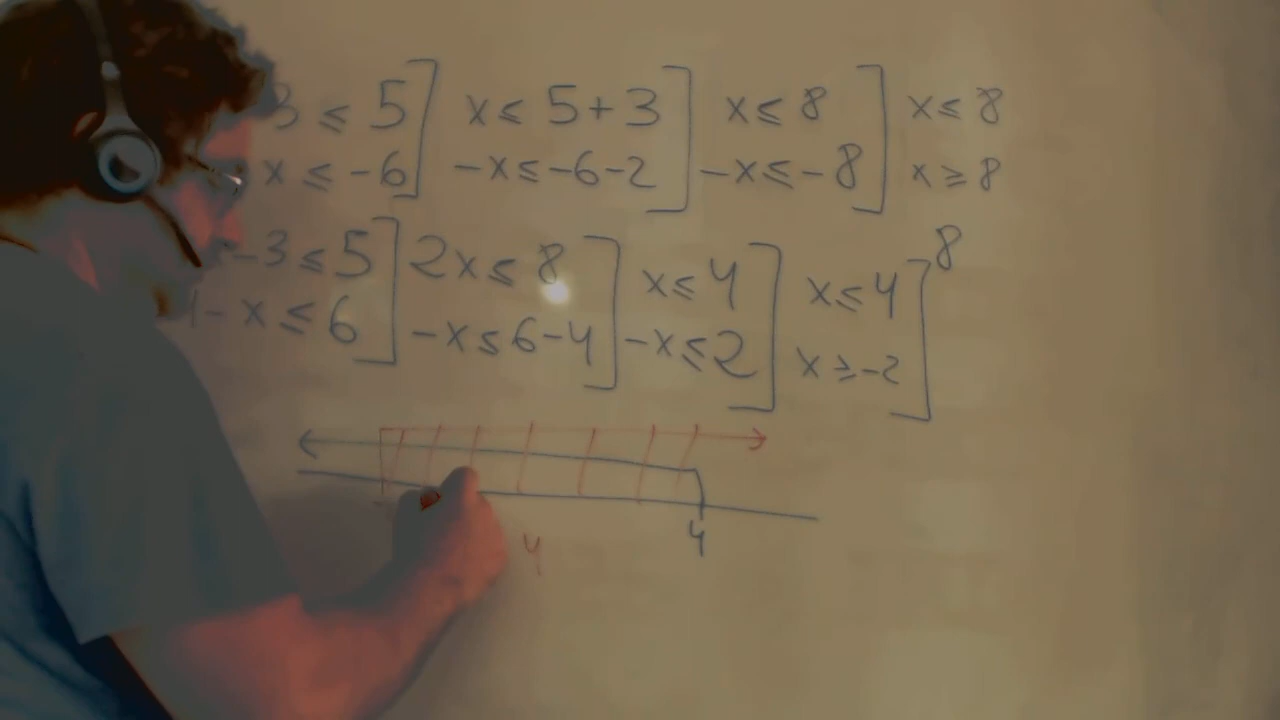 3 ≤ 5] x ≤ 5+3] x ≤ 8] x ≤ 8
x ≤ -6] -x ≤ -6-2] -x ≤ -8] x ≥ 8
-3 ≤ 5] 2x ≤ 8] x ≤ 4] x ≤ 4] 8
- x ≤ 6] -x ≤ 6-4] -x ≤ 2] x ≥ -2]
4 4